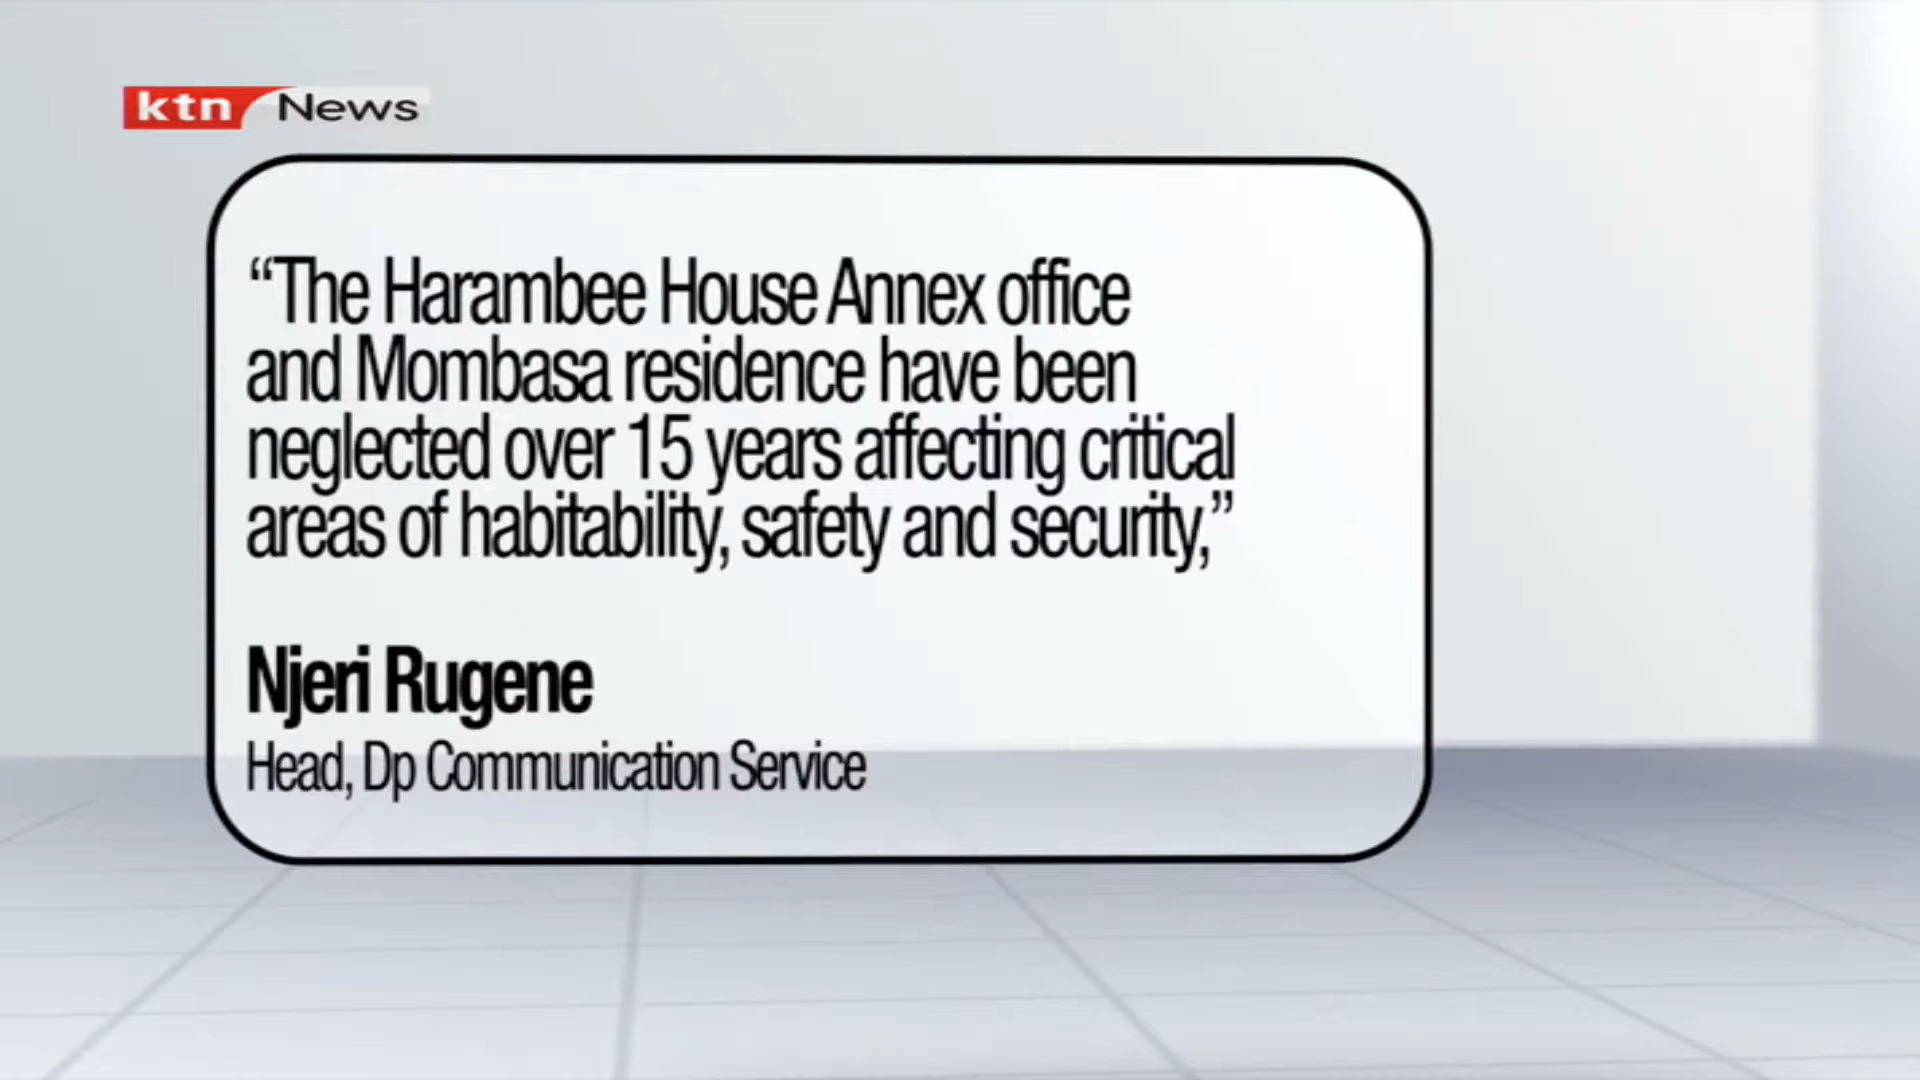 ktn News
“The Harambee House Annex office
and Mombasa residence have been
neglected over 15 years affecting critical
areas of habitability, safety and security,”
Njeri Rugene
Head, Dp Communication Service